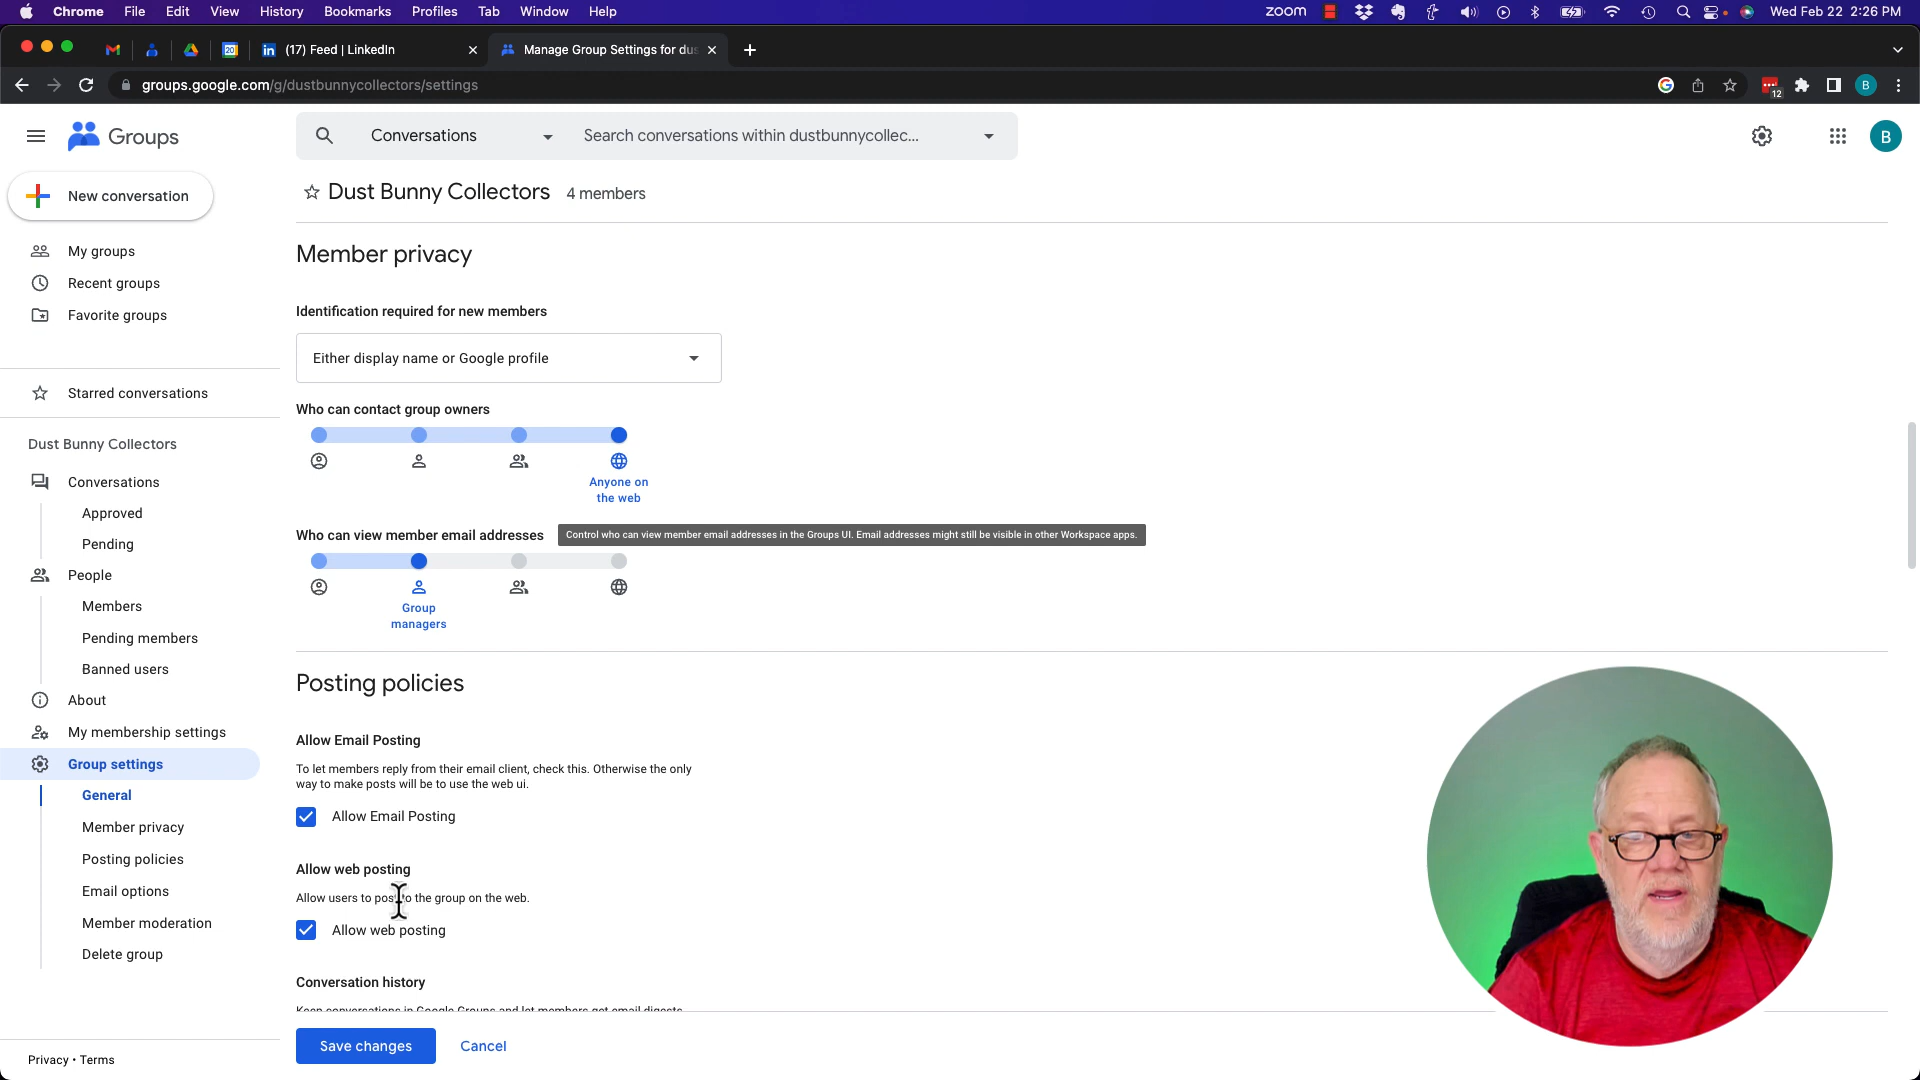 Chrome File Edit View History Bookmarks Profiles Tab Window Help zoom Wed Feb 22 2:26 PM
20 in (17) Feed | LinkedIn Manage Group Settings for dus
groups.google.com/g/dustbunnycollectors/settings 12 B
Groups Conversations Search conversations within dustbunnycollec... B
New conversation
My groups
Recent groups
Favorite groups
Starred conversations
Dust Bunny Collectors
Conversations
Approved
Pending
People
Members
Pending members
Banned users
About
My membership settings
Group settings
General
Member privacy
Posting policies
Email options
Member moderation
Delete group
Privacy • Terms
Dust Bunny Collectors 4 members
Member privacy
Identification required for new members
Either display name or Google profile
Who can contact group owners
Anyone on
the web
Who can view member email addresses
Control who can view member email addresses in the Groups UI. Email addresses might still be visible in other Workspace apps.
Group
managers
Posting policies
Allow Email Posting
To let members reply from their email client, check this. Otherwise the only
way to make posts will be to use the web ui.
Allow Email Posting
Allow web posting
Allow users to post to the group on the web.
Allow web posting
Conversation history
Keep conversations in Google Groups and let members get email digests
Save changes Cancel